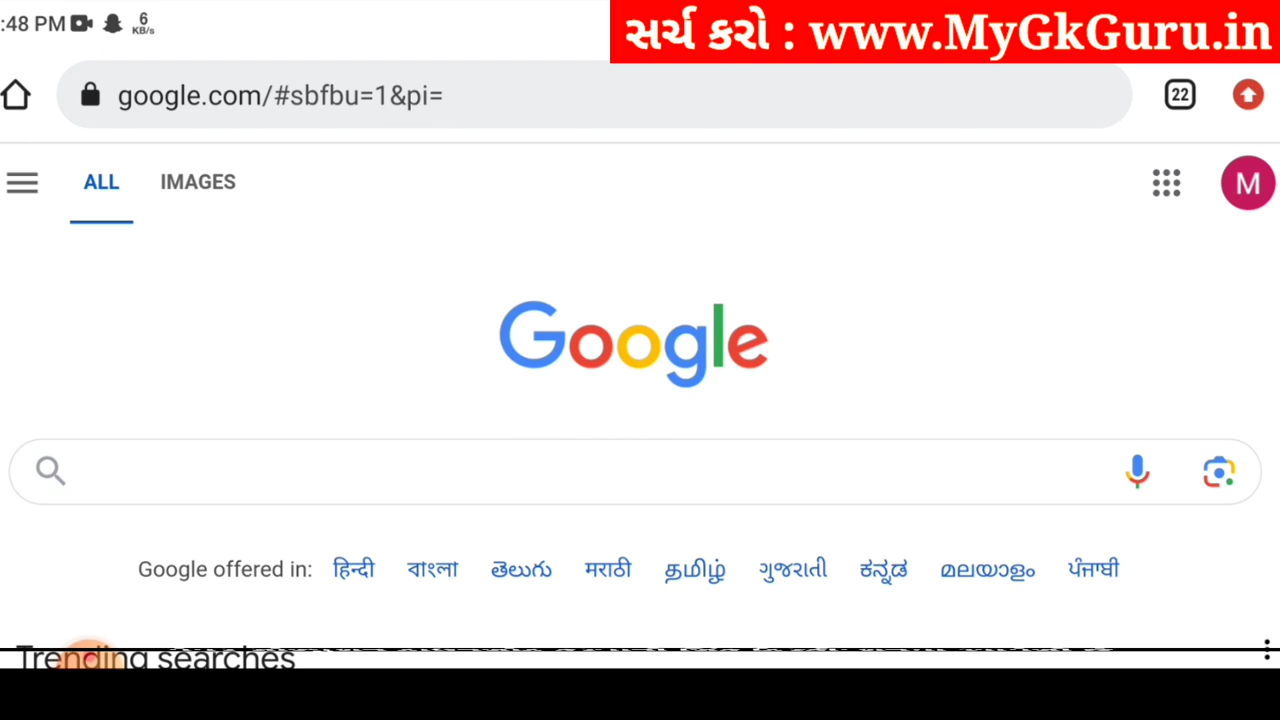 :48 PM 6 KB/s
સર્ચ કરો : www.MyGkGuru.in
google.com/#sbfbu=1&pi=
22
ALL IMAGES
M
Google
Google offered in: हिन्दी বাংলা తెలుగు मराठी தமிழ் ગુજરાતી ಕನ್ನಡ മലയാളം ਪੰਜਾਬੀ
Trending searches